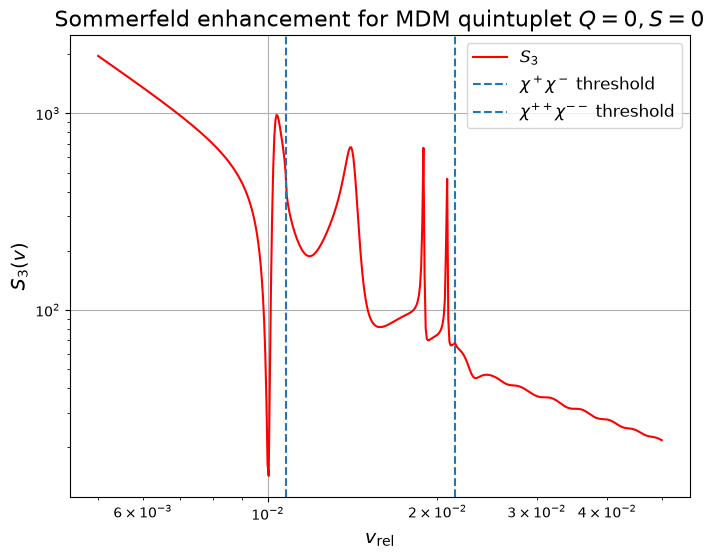 Sommerfeld enhancement for MDM quintuplet Q = 0, S = 0
S₃
χ⁺χ⁻ threshold
χ⁺⁺χ⁻⁻ threshold
S₃(v)
10³
10²
6 × 10⁻³
10⁻²
2 × 10⁻²
3 × 10⁻²
4 × 10⁻²
v_rel